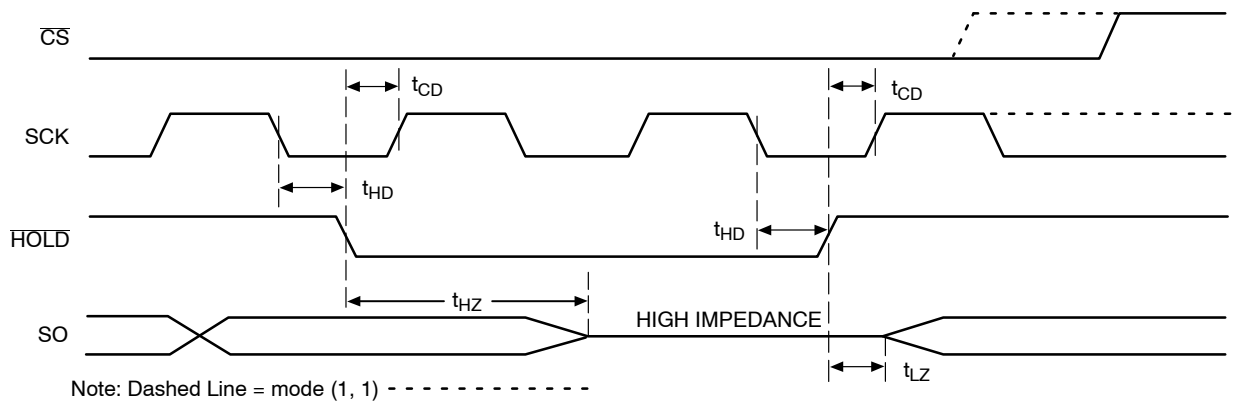 CS
tCD
tCD
SCK
tHD
HOLD
tHD
tHZ
HIGH IMPEDANCE
SO
tLZ
Note: Dashed Line = mode (1, 1)